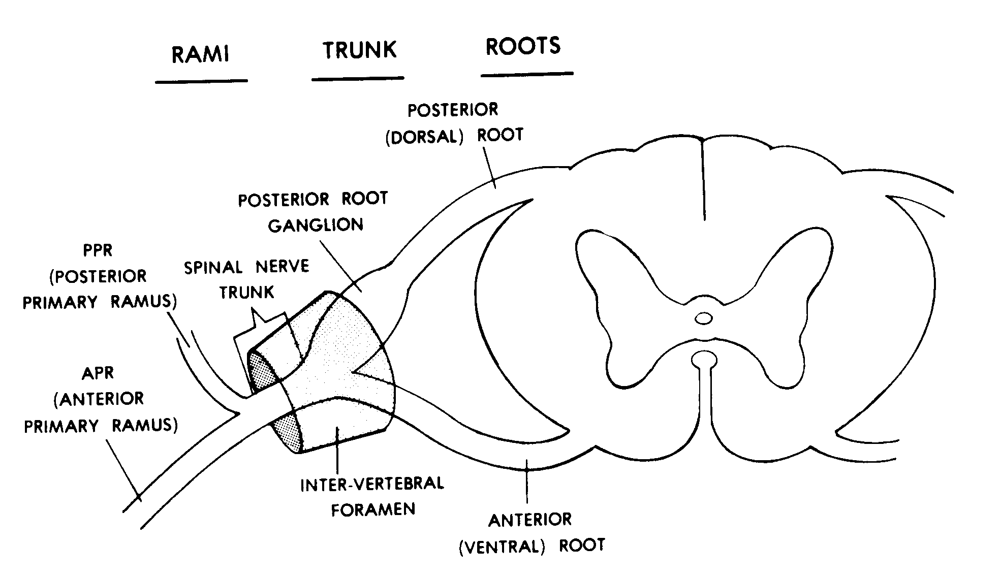 RAMI TRUNK ROOTS
POSTERIOR
(DORSAL) ROOT
POSTERIOR ROOT
GANGLION
PPR
(POSTERIOR
PRIMARY RAMUS)
SPINAL NERVE
TRUNK
APR
(ANTERIOR
PRIMARY RAMUS)
INTER-VERTEBRAL
FORAMEN
ANTERIOR
(VENTRAL) ROOT